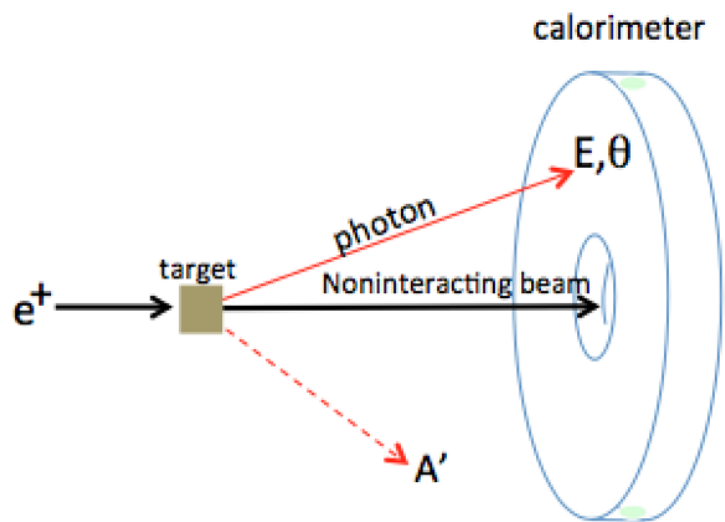 calorimeter
E,θ
photon
target
Noninteracting beam
e+
A’